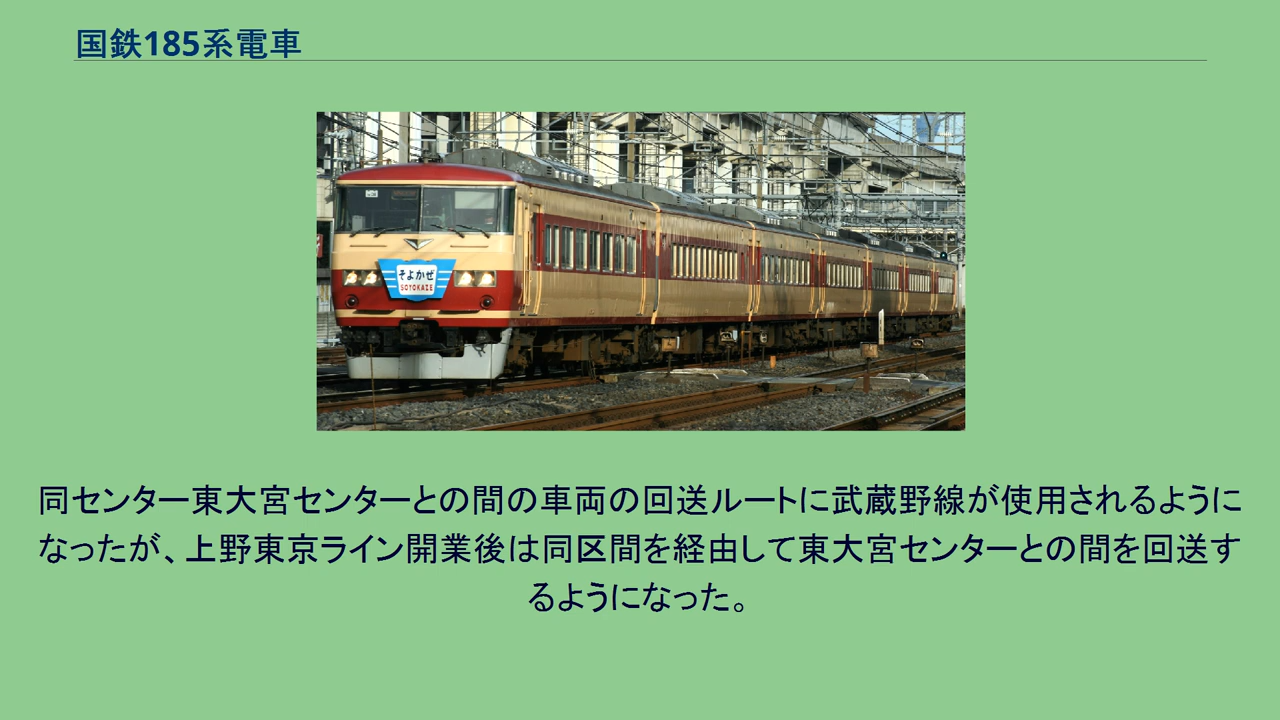 国鉄185系電車
そよかぜ
SOYOKAZE
同センター東大宮センターとの間の車両の回送ルートに武蔵野線が使用されるように
なったが、上野東京ライン開業後は同区間を経由して東大宮センターとの間を回送す
るようになった。